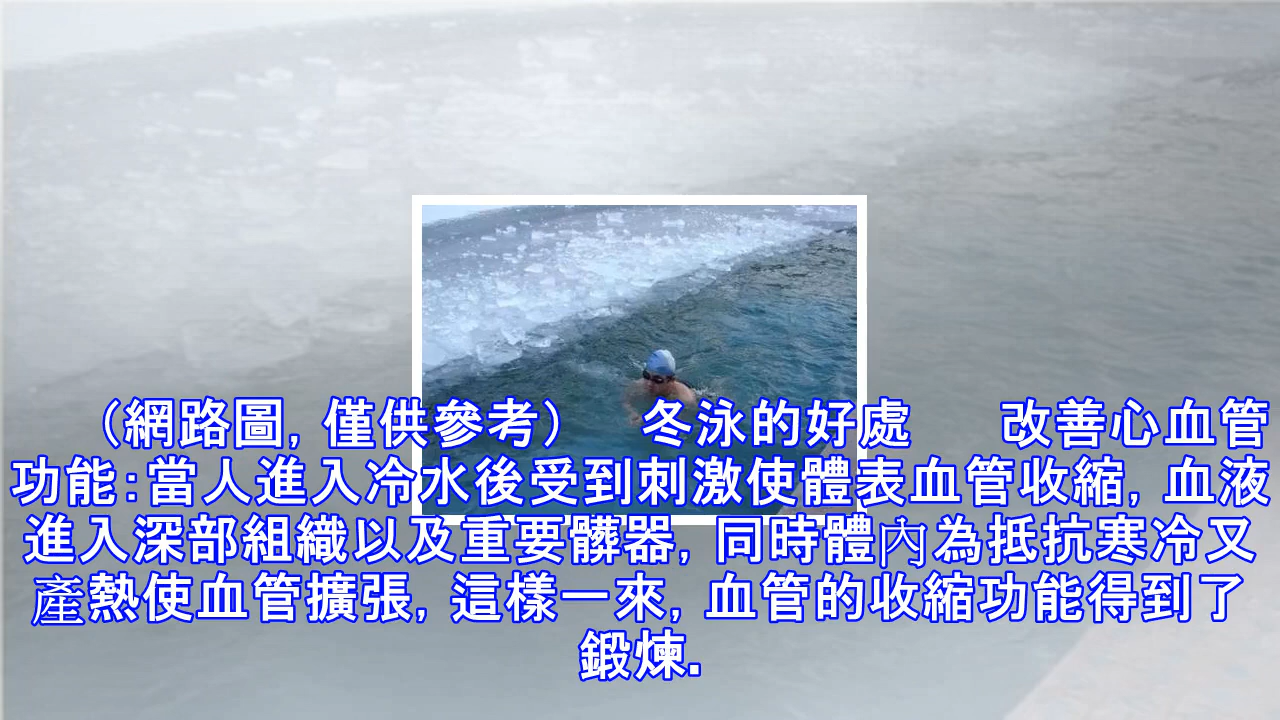 (網路圖, 僅供參考) 冬泳的好處 改善心血管
功能:當人進入冷水後受到刺激使體表血管收縮, 血液
進入深部組織以及重要髒器, 同時體內為抵抗寒冷又
產熱使血管擴張, 這樣一來, 血管的收縮功能得到了
鍛煉.